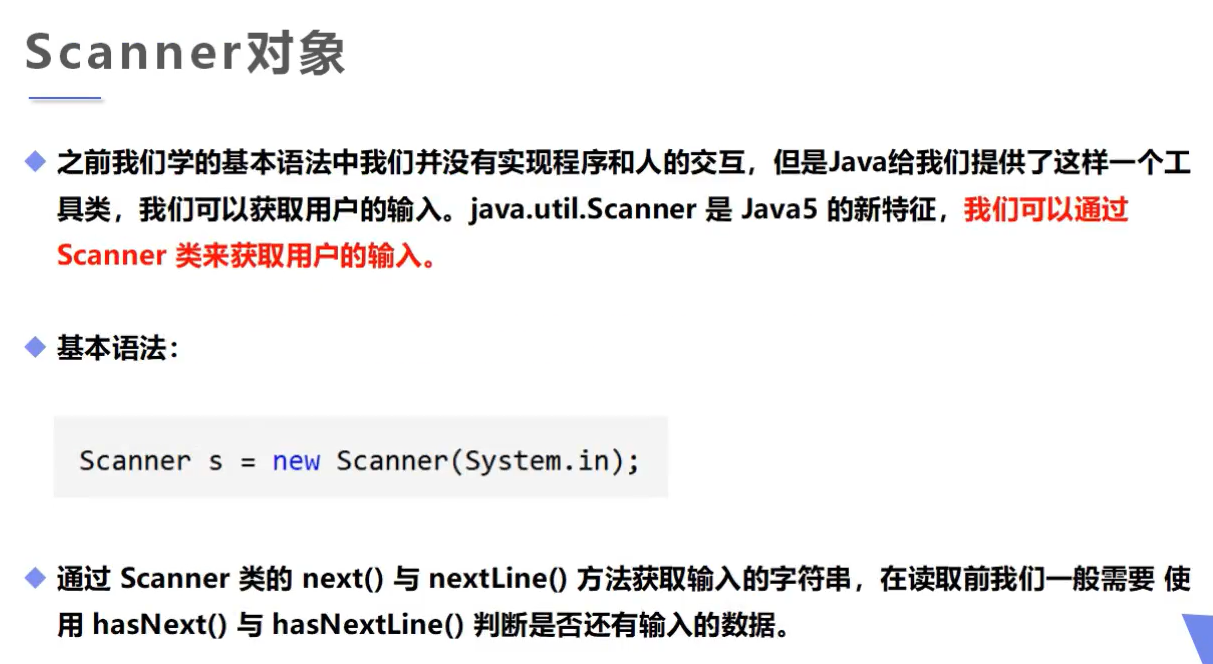 Scanner对象
之前我们学的基本语法中我们并没有实现程序和人的交互，但是Java给我们提供了这样一个工
具类，我们可以获取用户的输入。java.util.Scanner 是 Java5 的新特征，我们可以通过
Scanner 类来获取用户的输入。
基本语法：
Scanner s = new Scanner(System.in);
通过 Scanner 类的 next() 与 nextLine() 方法获取输入的字符串，在读取前我们一般需要 使
用 hasNext() 与 hasNextLine() 判断是否还有输入的数据。